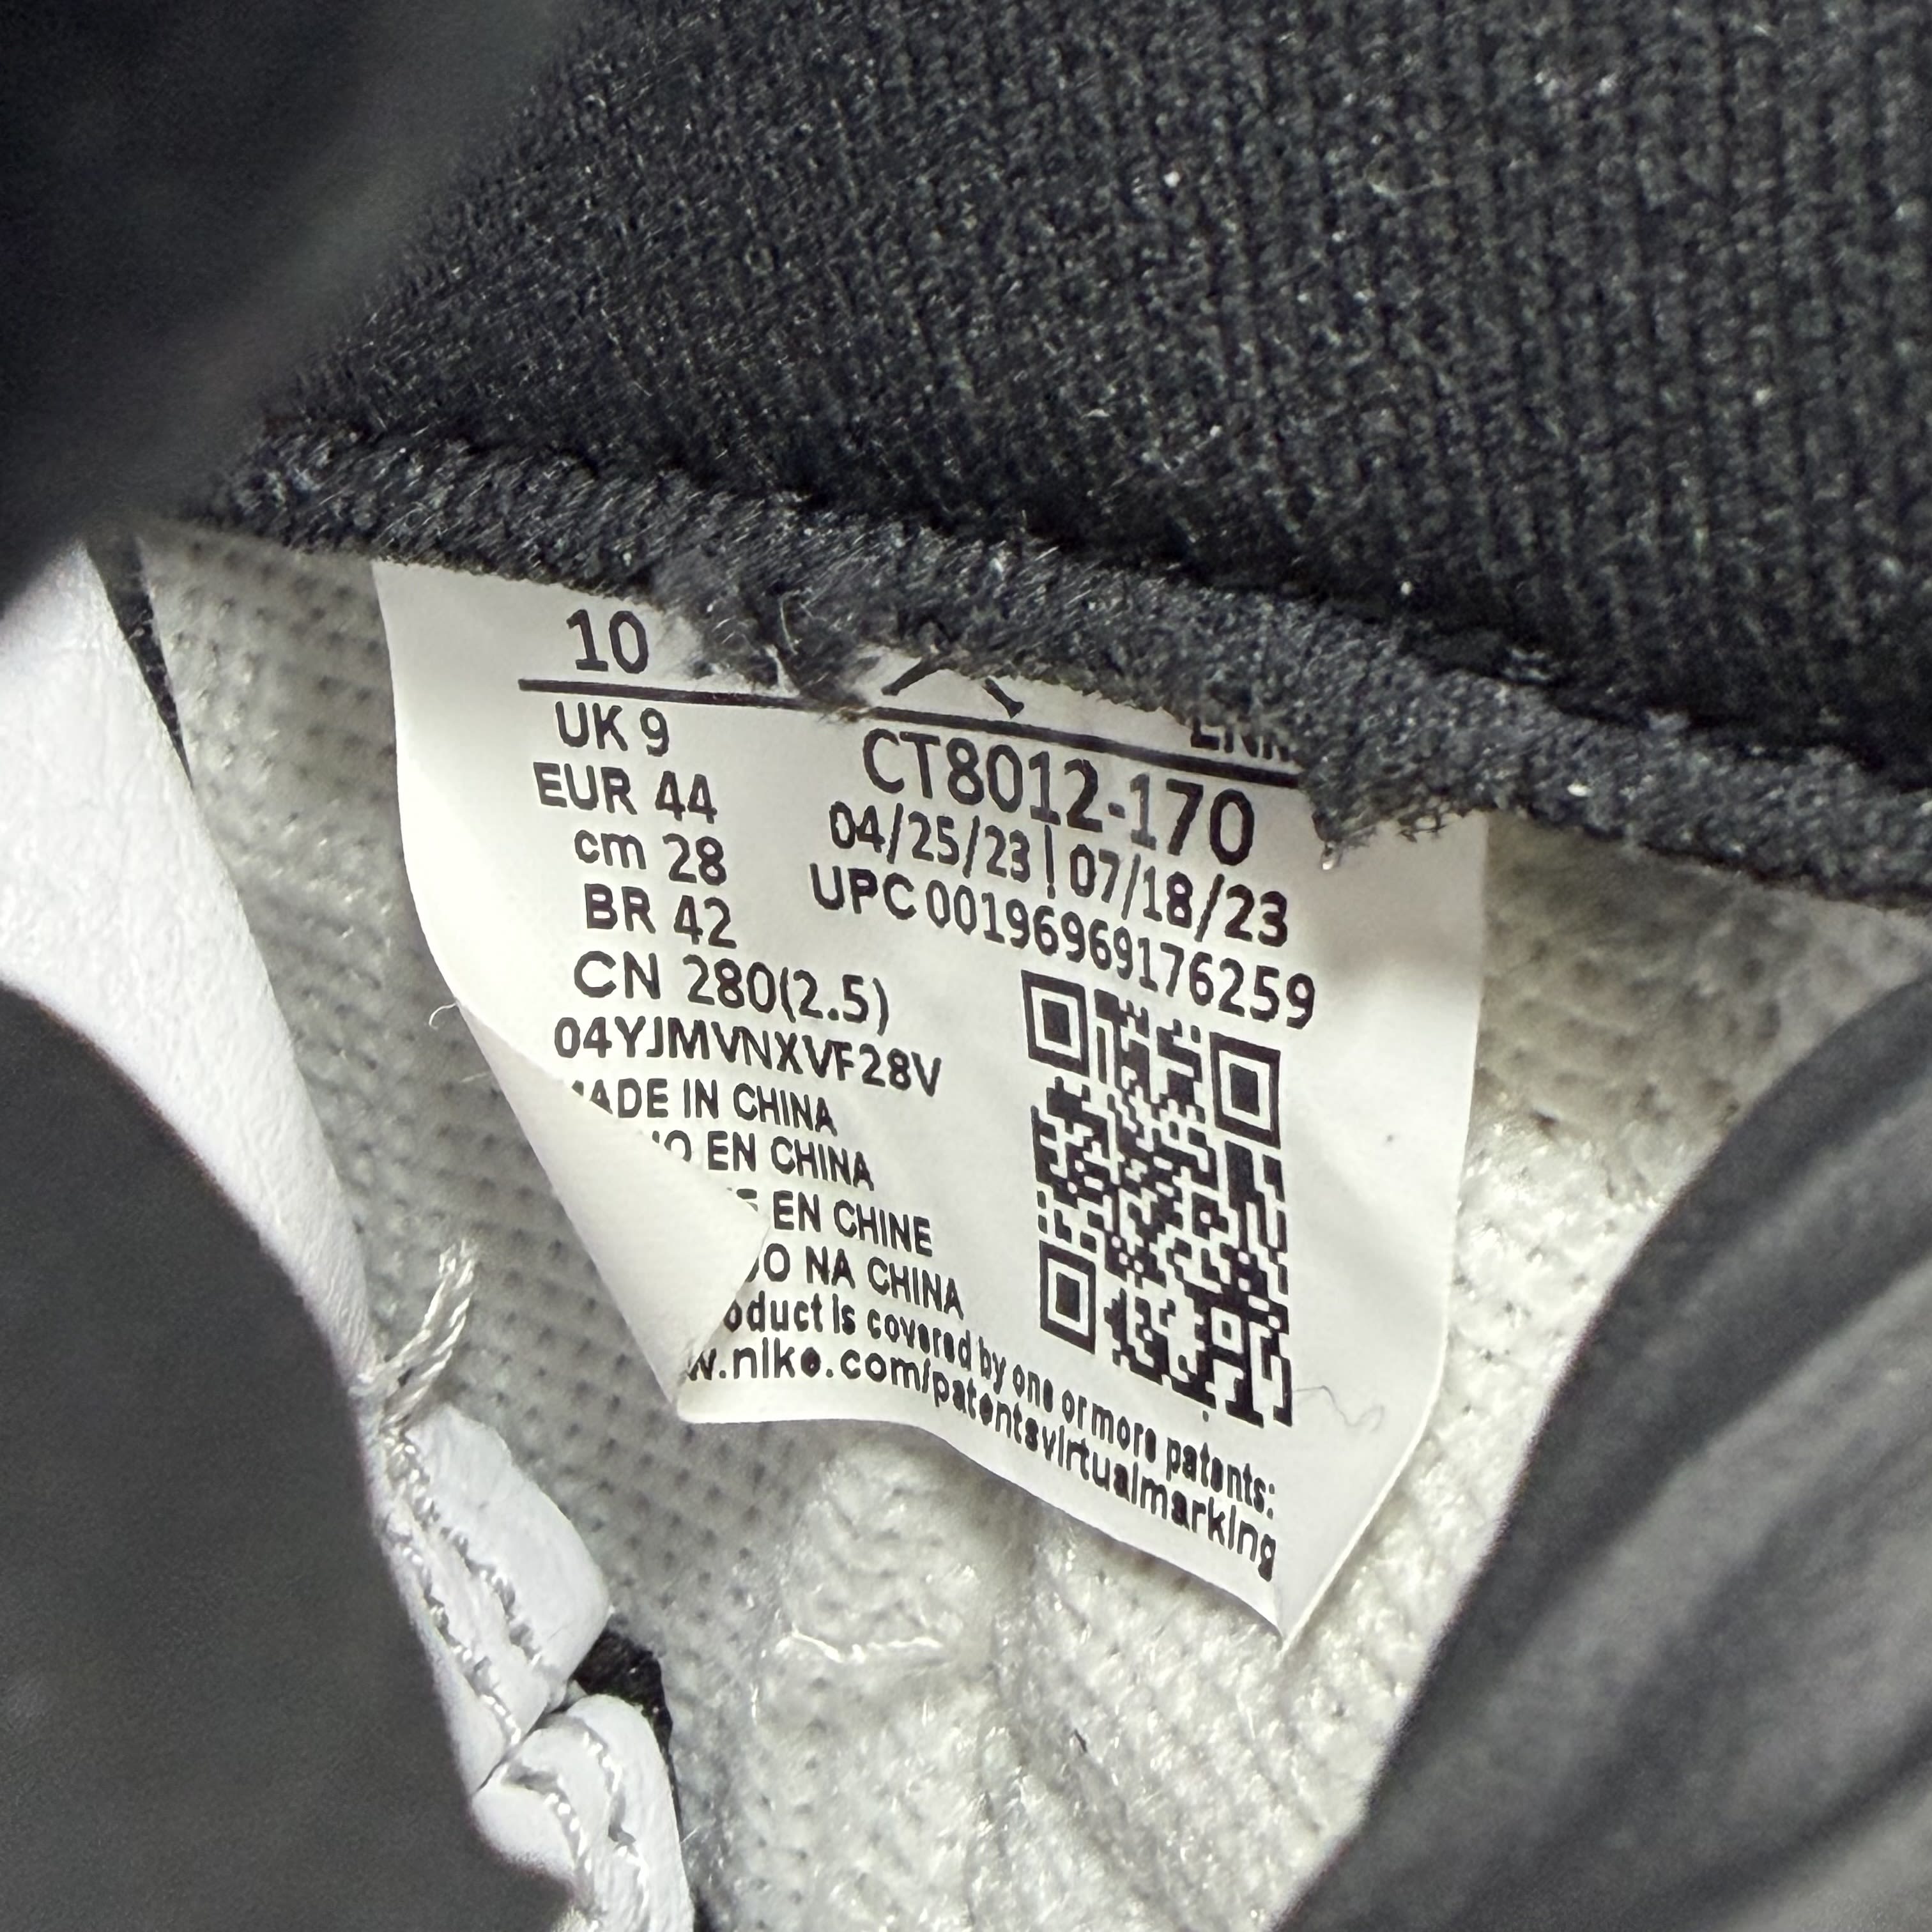 10
UK 9
EUR 44
cm 28
BR 42
CN 280(2.5)
04YJMVNXVF28V
CT8012-170
04/25/23 | 07/18/23
UPC 00196969176259
MADE IN CHINA
EN CHINA
EN CHINE
NA CHINA
oduct is covered by one or more patents:
w.nike.com/patentsvirtualmarking